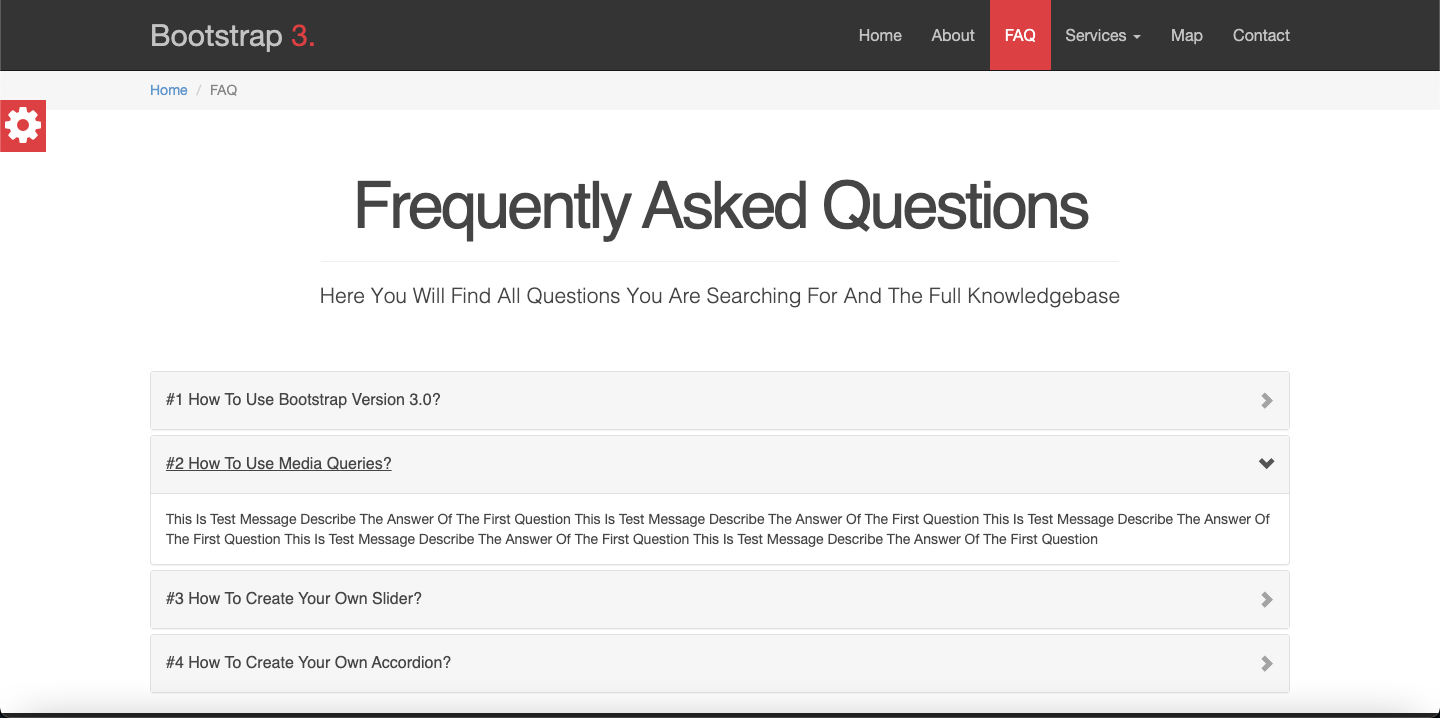 Bootstrap 3.
Home About FAQ Services Map Contact
Home / FAQ
Frequently Asked Questions
Here You Will Find All Questions You Are Searching For And The Full Knowledgebase
#1 How To Use Bootstrap Version 3.0?
#2 How To Use Media Queries?
This Is Test Message Describe The Answer Of The First Question This Is Test Message Describe The Answer Of The First Question This Is Test Message Describe The Answer Of
The First Question This Is Test Message Describe The Answer Of The First Question This Is Test Message Describe The Answer Of The First Question
#3 How To Create Your Own Slider?
#4 How To Create Your Own Accordion?